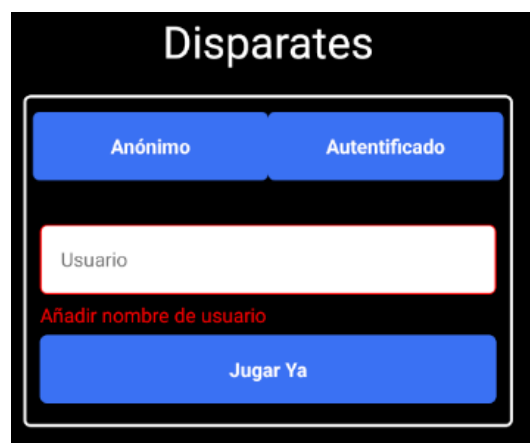 Disparates
Anónimo Autentificado
Usuario
Añadir nombre de usuario
Jugar Ya